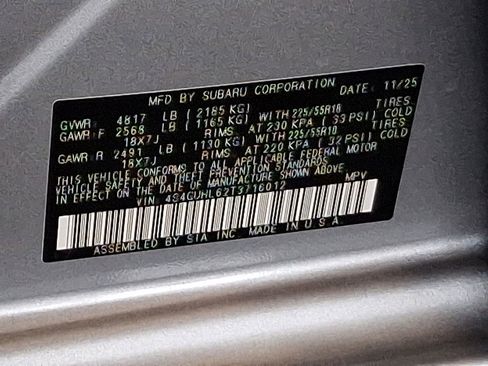 MFD BY SUBARU CORPORATION DATE: 11/25
GVWR: 4817 LB ( 2185 KG)
GAWR: F 2568 LB ( 1165 KG) WITH 225/55R18 TIRES
18X7J RIMS AT 230 KPA ( 33 PSI) COLD
GAWR: R 2491 LB ( 1130 KG) WITH 225/55R18 TIRES
18X7J RIMS AT 220 KPA ( 32 PSI) COLD
THIS VEHICLE CONFORMS TO ALL APPLICABLE FEDERAL MOTOR
VEHICLE SAFETY AND THEFT PREVENTION STANDARDS
IN EFFECT ON THE DATE OF MANUFACTURE SHOWN ABOVE.
VIN: 4S4GUHL62T3716012 MPV
ASSEMBLED BY SIA INC. MADE IN U S A